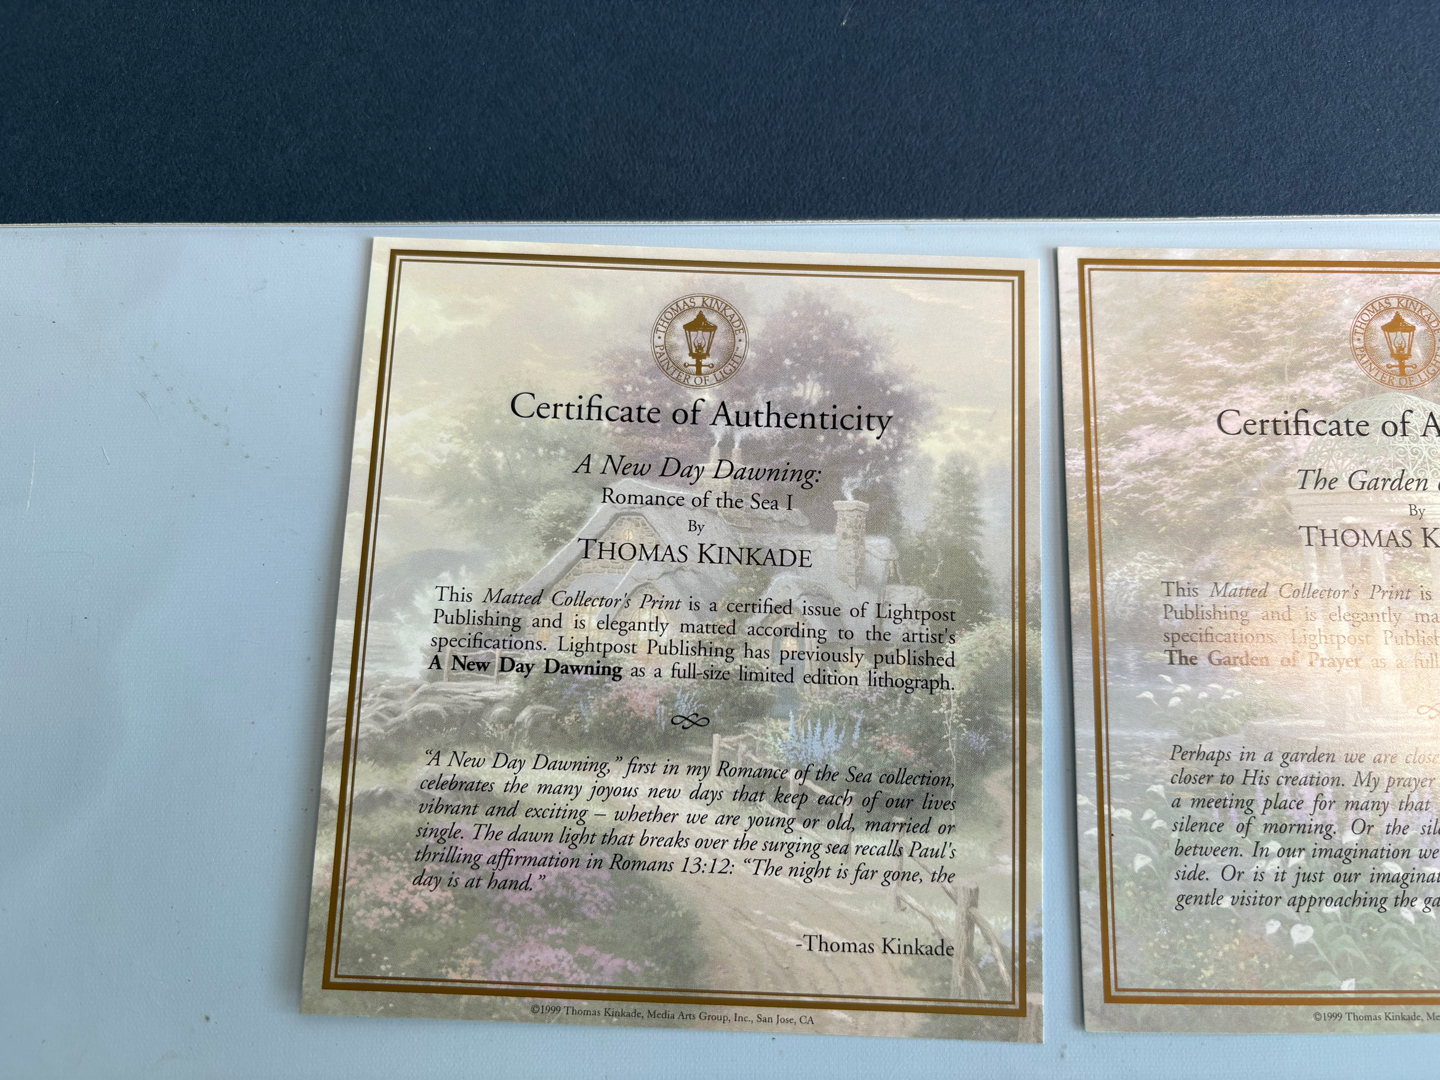 THOMAS KINKADE
PAINTER OF LIGHT
Certificate of Authenticity
A New Day Dawning:
Romance of the Sea I
By
THOMAS KINKADE
This Matted Collector's Print is a certified issue of Lightpost
Publishing and is elegantly matted according to the artist's
specifications. Lightpost Publishing has previously published
A New Day Dawning as a full-size limited edition lithograph.
"A New Day Dawning," first in my Romance of the Sea collection,
celebrates the many joyous new days that keep each of our lives
vibrant and exciting – whether we are young or old, married or
single. The dawn light that breaks over the surging sea recalls Paul's
thrilling affirmation in Romans 13:12: "The night is far gone, the
day is at hand."
-Thomas Kinkade
©1999 Thomas Kinkade, Media Arts Group, Inc., San Jose, CA
THOMAS KINKADE
PAINTER OF LIGHT
Certificate of
The Garden
By
THOMAS
This Matted Collector's Print is
Publishing and is elegantly
specifications. Lightpost
The Garden of Prayer as a
Perhaps in a garden we are
closer to His creation. My prayer
a meeting place for many that
silence of morning. Or the
between. In our imagination we
side. Or is it just our
gentle visitor approaching the
©1999 Thomas Kinkade,